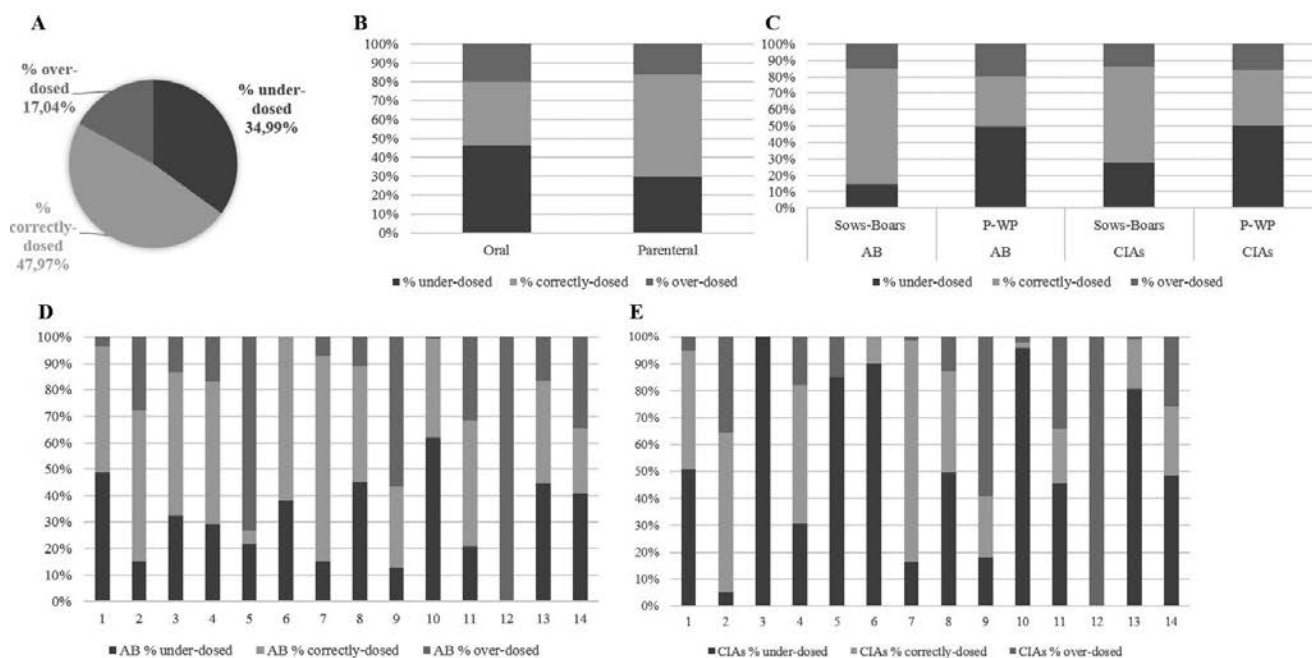 A
% over-
dosed
17,04%
% under-
dosed
34,99%
%
correctly-
dosed
47,97%
B
100%
90%
80%
70%
60%
50%
40%
30%
20%
10%
0%
Oral Parenteral
% under-dosed % correctly-dosed % over-dosed
C
100%
90%
80%
70%
60%
50%
40%
30%
20%
10%
0%
Sows-Boars P-WP Sows-Boars P-WP
AB AB CIAs CIAs
% under-dosed % correctly-dosed % over-dosed
D
100%
90%
80%
70%
60%
50%
40%
30%
20%
10%
0%
1 2 3 4 5 6 7 8 9 10 11 12 13 14
AB % under-dosed AB % correctly-dosed AB % over-dosed
E
100%
90%
80%
70%
60%
50%
40%
30%
20%
10%
0%
1 2 3 4 5 6 7 8 9 10 11 12 13 14
CIAs % under-dosed CIAs % correctly-dosed CIAs % over-dosed